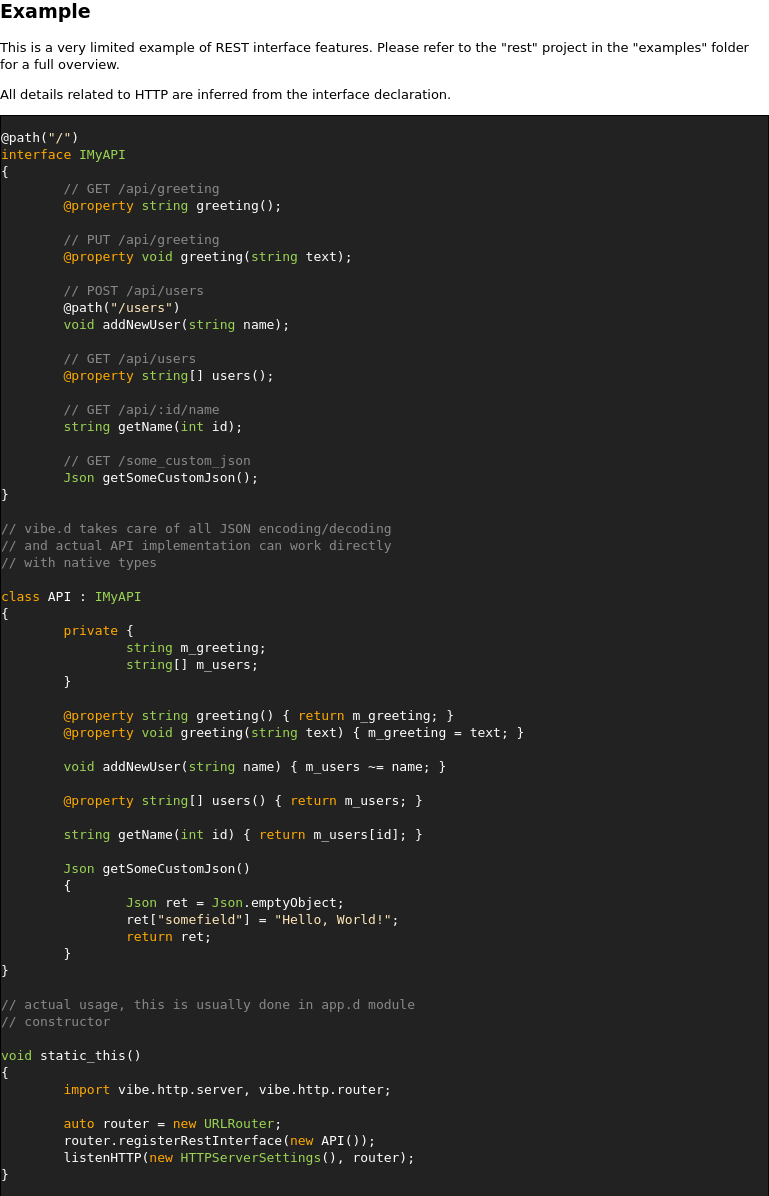 Example
This is a very limited example of REST interface features. Please refer to the "rest" project in the "examples" folder
for a full overview.
All details related to HTTP are inferred from the interface declaration.
@path("/")
interface IMyAPI
{
        // GET /api/greeting
        @property string greeting();

        // PUT /api/greeting
        @property void greeting(string text);

        // POST /api/users
        @path("/users")
        void addNewUser(string name);

        // GET /api/users
        @property string[] users();

        // GET /api/:id/name
        string getName(int id);

        // GET /some_custom_json
        Json getSomeCustomJson();
}

// vibe.d takes care of all JSON encoding/decoding
// and actual API implementation can work directly
// with native types

class API : IMyAPI
{
        private {
                string m_greeting;
                string[] m_users;
        }

        @property string greeting() { return m_greeting; }
        @property void greeting(string text) { m_greeting = text; }

        void addNewUser(string name) { m_users ~= name; }

        @property string[] users() { return m_users; }

        string getName(int id) { return m_users[id]; }

        Json getSomeCustomJson()
        {
                Json ret = Json.emptyObject;
                ret["somefield"] = "Hello, World!";
                return ret;
        }
}

// actual usage, this is usually done in app.d module
// constructor

void static_this()
{
        import vibe.http.server, vibe.http.router;

        auto router = new URLRouter;
        router.registerRestInterface(new API());
        listenHTTP(new HTTPServerSettings(), router);
}